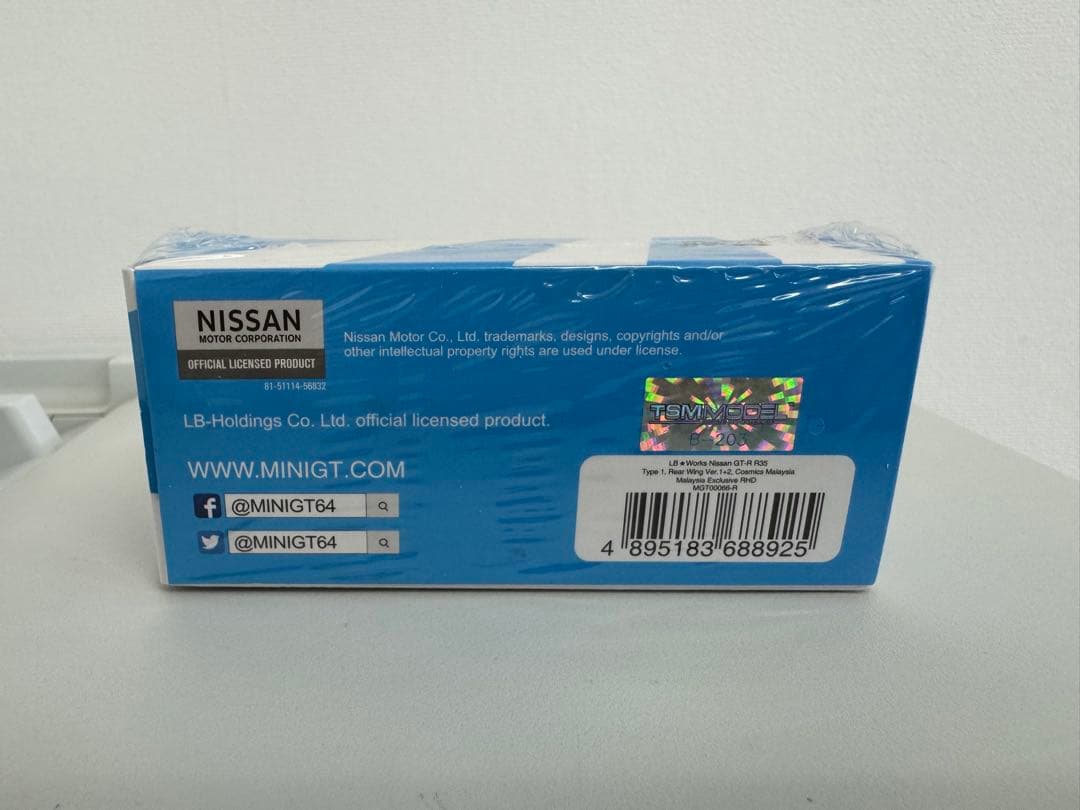 NISSAN
MOTOR CORPORATION
OFFICIAL LICENSED PRODUCT
81-51114-56832
Nissan Motor Co., Ltd. trademarks, designs, copyrights and/or
other intellectual property rights are used under license.
LB-Holdings Co. Ltd. official licensed product.
WWW.MINIGT.COM
@MINIGT64
@MINIGT64
TSMMODEL
B-203
LB★Works Nissan GT-R R35
Type 1, Rear Wing Ver.1+2, Cosmics Malaysia
Malaysia Exclusive RHD
MGT00066-R
4 895183 688925